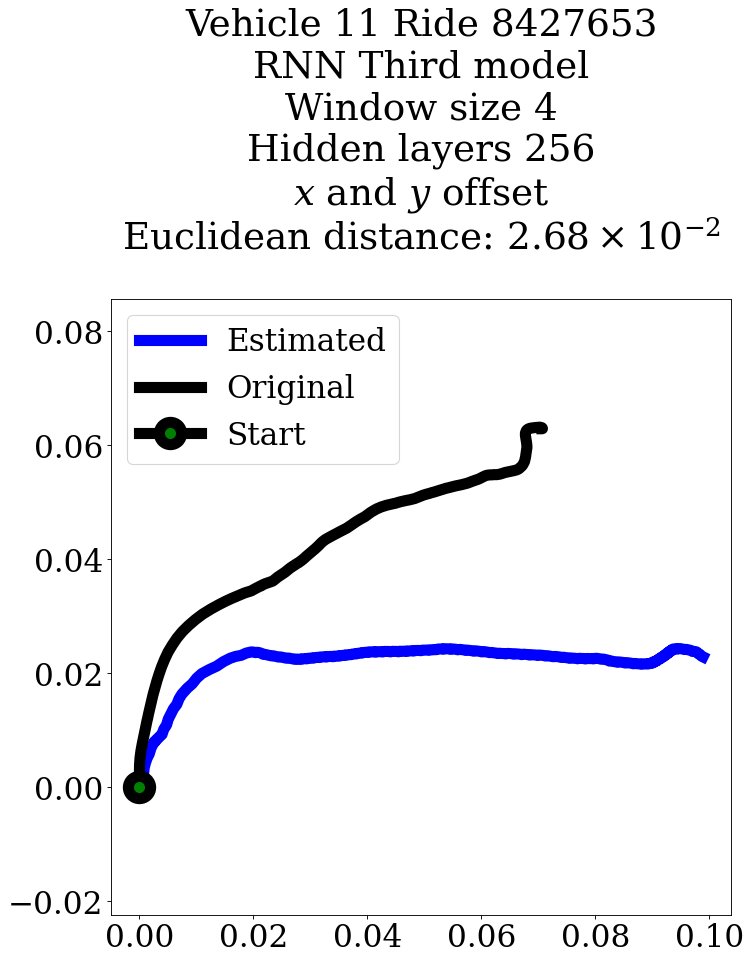 Vehicle 11 Ride 8427653
RNN Third model
Window size 4
Hidden layers 256
x and y offset
Euclidean distance: 2.68 × 10⁻²
Estimated
Original
Start
0.08
0.06
0.04
0.02
0.00
−0.02
0.00 0.02 0.04 0.06 0.08 0.10